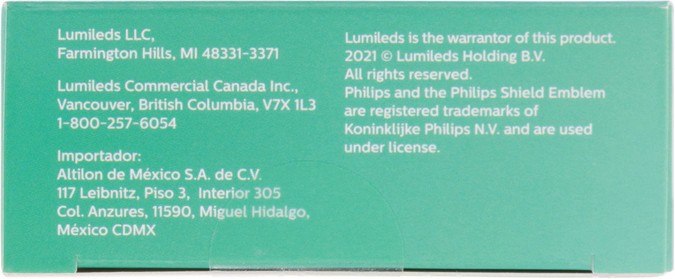 Lumileds LLC,
Farmington Hills, MI 48331-3371
Lumileds Commercial Canada Inc.,
Vancouver, British Columbia, V7X 1L3
1-800-257-6054
Importador:
Altilon de México S.A. de C.V.
117 Leibnitz, Piso 3, Interior 305
Col. Anzures, 11590, Miguel Hidalgo,
México CDMX
Lumileds is the warrantor of this product.
2021 © Lumileds Holding B.V.
All rights reserved.
Philips and the Philips Shield Emblem
are registered trademarks of
Koninklijke Philips N.V. and are used
under license.